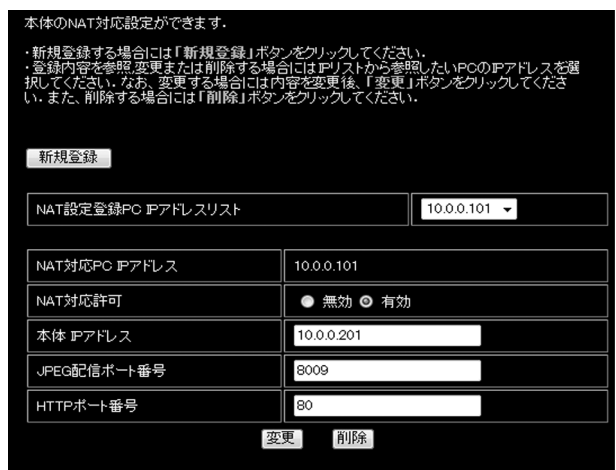 本体のNAT対応設定ができます.
・新規登録する場合には「新規登録」ボタンをクリックしてください.
・登録内容を参照,変更または削除する場合にはIPリストから参照したいPCのIPアドレスを選
択してください. なお、変更する場合には内容を変更後、「変更」ボタンをクリックしてくださ
い. また、削除する場合には「削除」ボタンをクリックしてください.
新規登録
NAT設定登録PC IPアドレスリスト 10.0.0.101
NAT対応PC IPアドレス 10.0.0.101
NAT対応許可 無効 有効
本体 IPアドレス 10.0.0.201
JPEG配信ポート番号 8009
HTTPポート番号 80
変更 削除